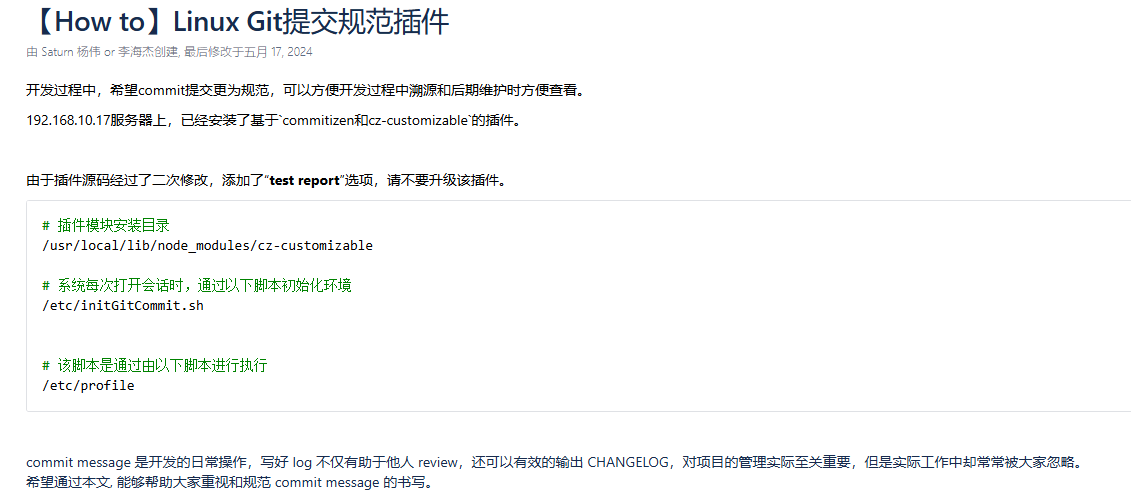 【How to】Linux Git提交规范插件
由 Saturn 杨伟 or 李海杰创建, 最后修改于五月 17, 2024
开发过程中，希望commit提交更为规范，可以方便开发过程中溯源和后期维护时方便查看。
192.168.10.17服务器上，已经安装了基于`commitizen和cz-customizable`的插件。
由于插件源码经过了二次修改，添加了“test report”选项，请不要升级该插件。
# 插件模块安装目录
/usr/local/lib/node_modules/cz-customizable
# 系统每次打开会话时，通过以下脚本初始化环境
/etc/initGitCommit.sh
# 该脚本是通过由以下脚本进行执行
/etc/profile
commit message 是开发的日常操作，写好 log 不仅有助于他人 review，还可以有效的输出 CHANGELOG，对项目的管理实际至关重要，但是实际工作中却常常被大家忽略。
希望通过本文, 能够帮助大家重视和规范 commit message 的书写。